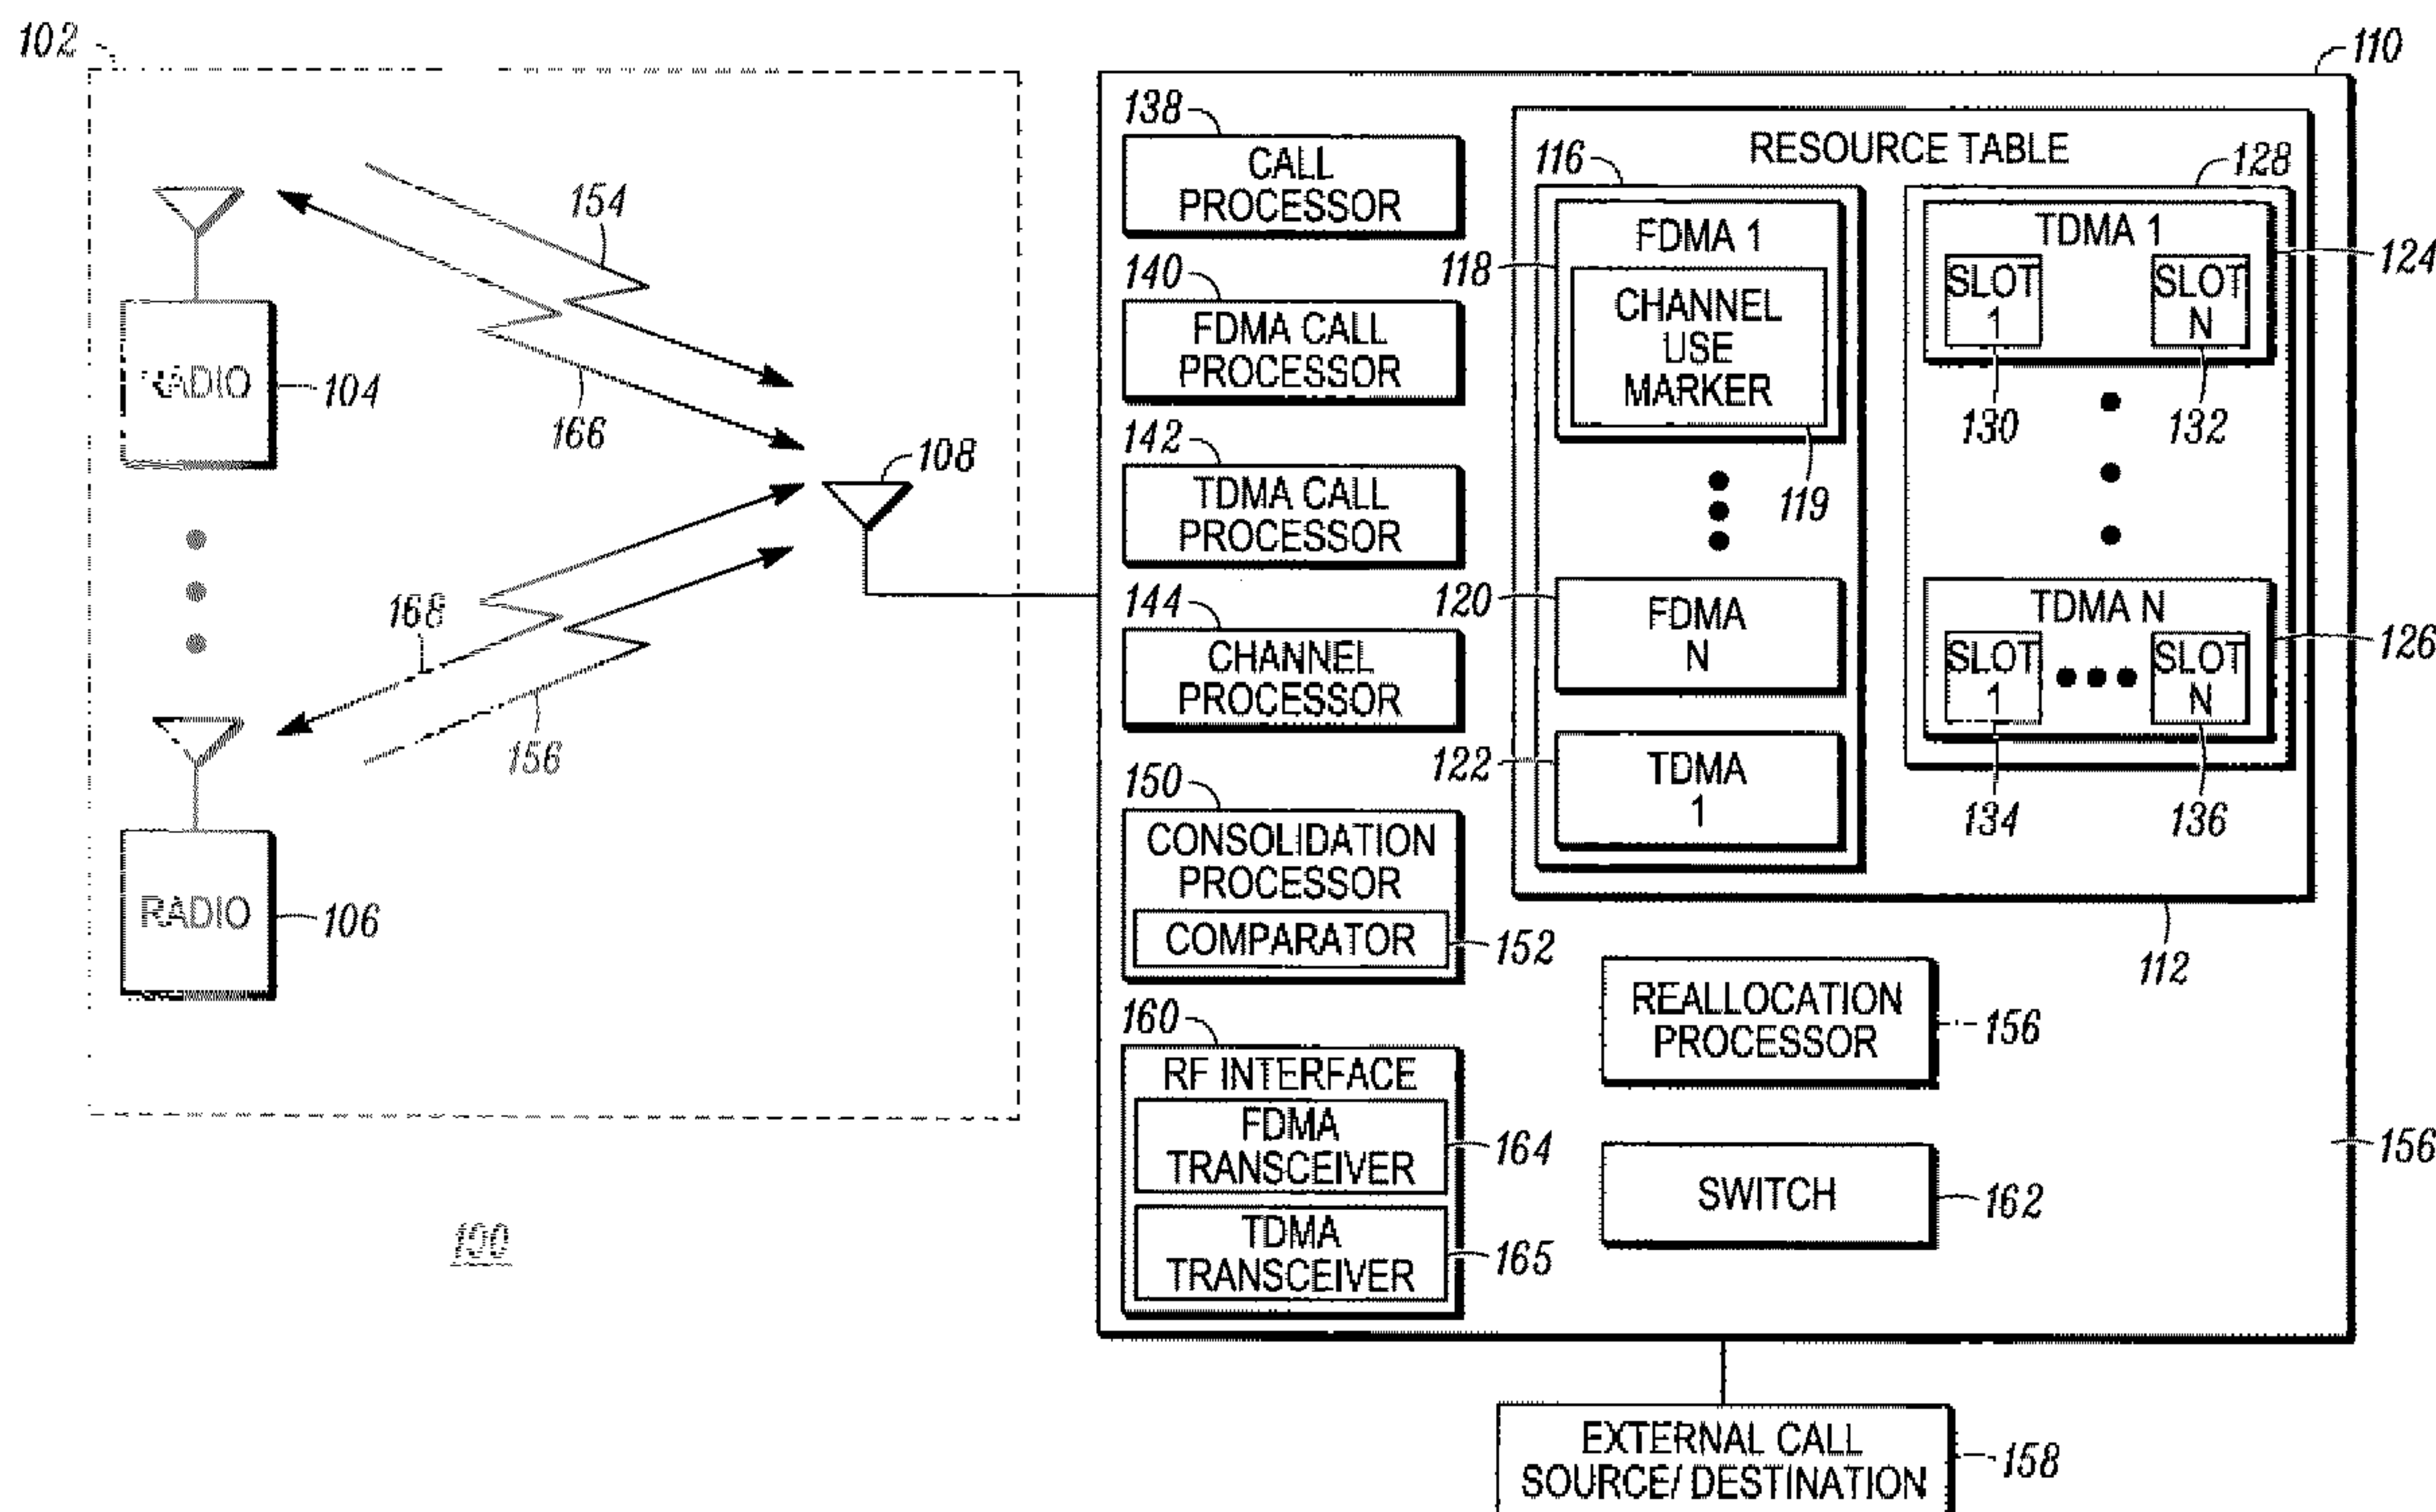 102
110
138
CALL
PROCESSOR
RESOURCE TABLE
116
128
FDMA 1
118
CHANNEL
USE
MARKER
119
TDMA 1
124
SLOT
1
SLOT
N
130
132
154
166
RADIO
104
108
140
FDMA CALL
PROCESSOR
142
TDMA CALL
PROCESSOR
120
FDMA
N
TDMA N
126
SLOT
1
SLOT
N
134
136
144
CHANNEL
PROCESSOR
168
156
122
TDMA
1
150
CONSOLIDATION
PROCESSOR
COMPARATOR
152
112
RADIO
106
REALLOCATION
PROCESSOR
156
160
RF INTERFACE
FDMA
TRANSCEIVER
164
TDMA
TRANSCEIVER
165
156
SWITCH
162
100
EXTERNAL CALL
SOURCE/ DESTINATION
158